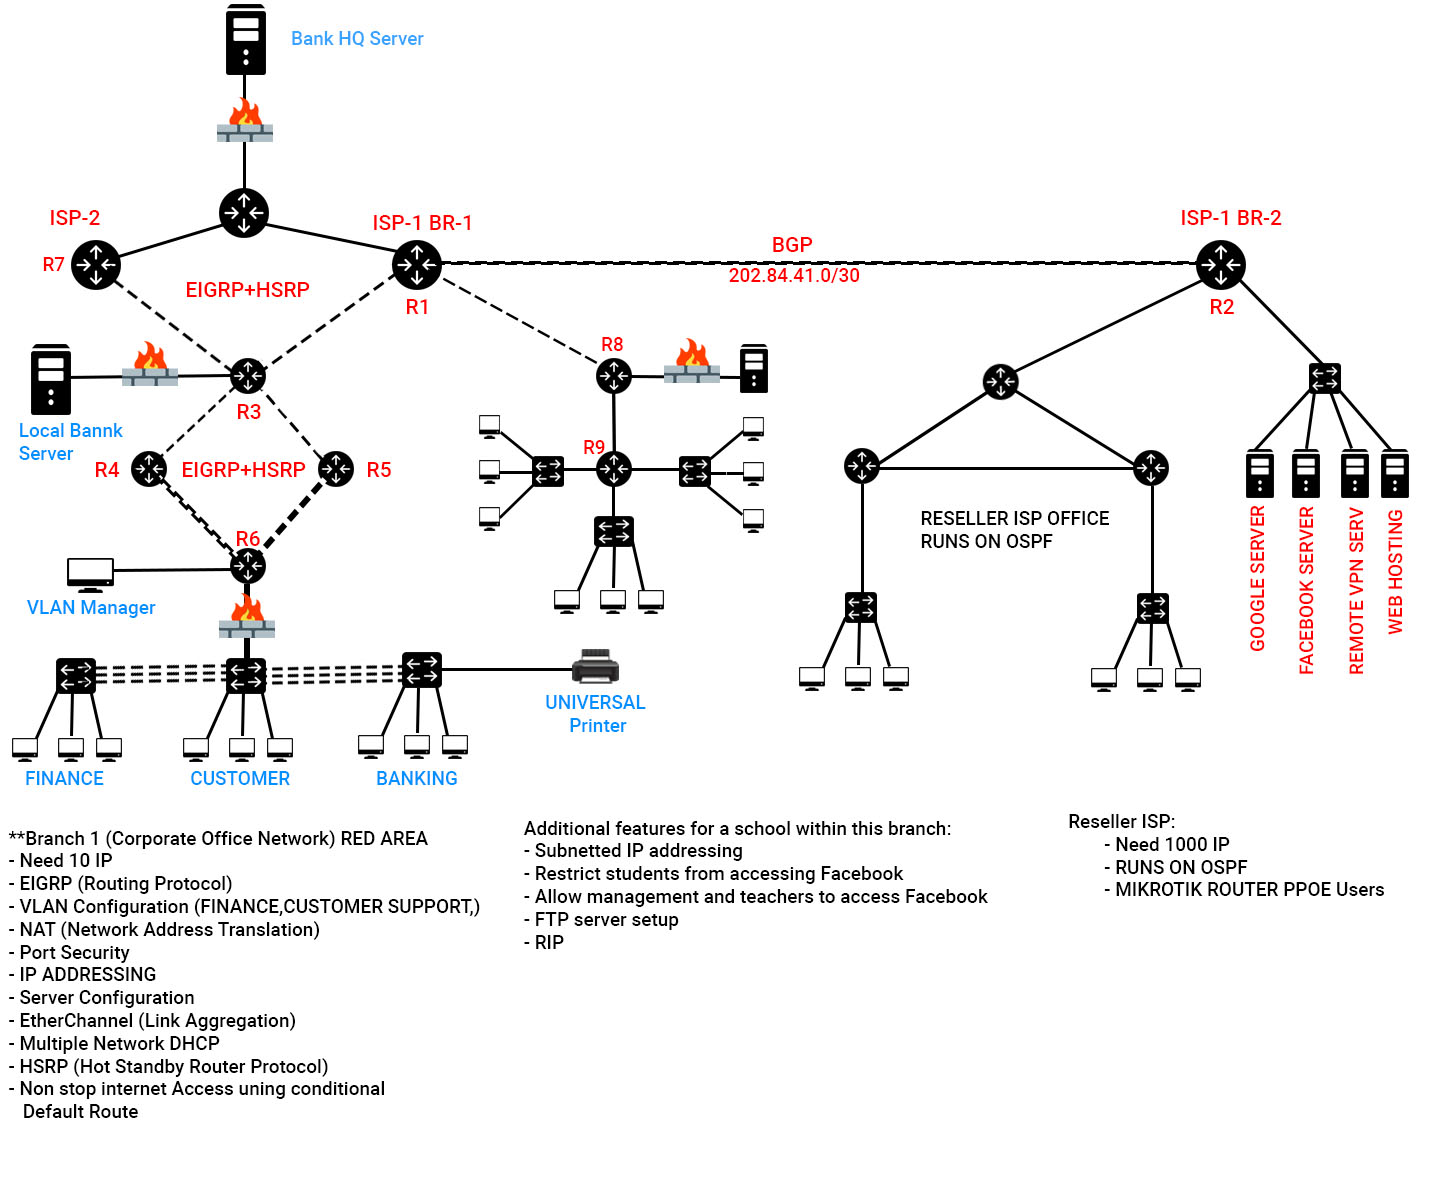 Bank HQ Server
ISP-2
ISP-1 BR-1
ISP-1 BR-2
R7
BGP
202.84.41.0/30
EIGRP+HSRP
R1
R2
R8
R3
Local Bannk
Server
R4
EIGRP+HSRP
R5
R9
RESELLER ISP OFFICE
RUNS ON OSPF
GOOGLE SERVER
FACEBOOK SERVER
REMOTE VPN SERV
WEB HOSTING
R6
VLAN Manager
UNIVERSAL
Printer
FINANCE
CUSTOMER
BANKING
**Branch 1 (Corporate Office Network) RED AREA
- Need 10 IP
- EIGRP (Routing Protocol)
- VLAN Configuration (FINANCE,CUSTOMER SUPPORT,)
- NAT (Network Address Translation)
- Port Security
- IP ADDRESSING
- Server Configuration
- EtherChannel (Link Aggregation)
- Multiple Network DHCP
- HSRP (Hot Standby Router Protocol)
- Non stop internet Access uning conditional
Default Route
Additional features for a school within this branch:
- Subnetted IP addressing
- Restrict students from accessing Facebook
- Allow management and teachers to access Facebook
- FTP server setup
- RIP
Reseller ISP:
- Need 1000 IP
- RUNS ON OSPF
- MIKROTIK ROUTER PPOE Users